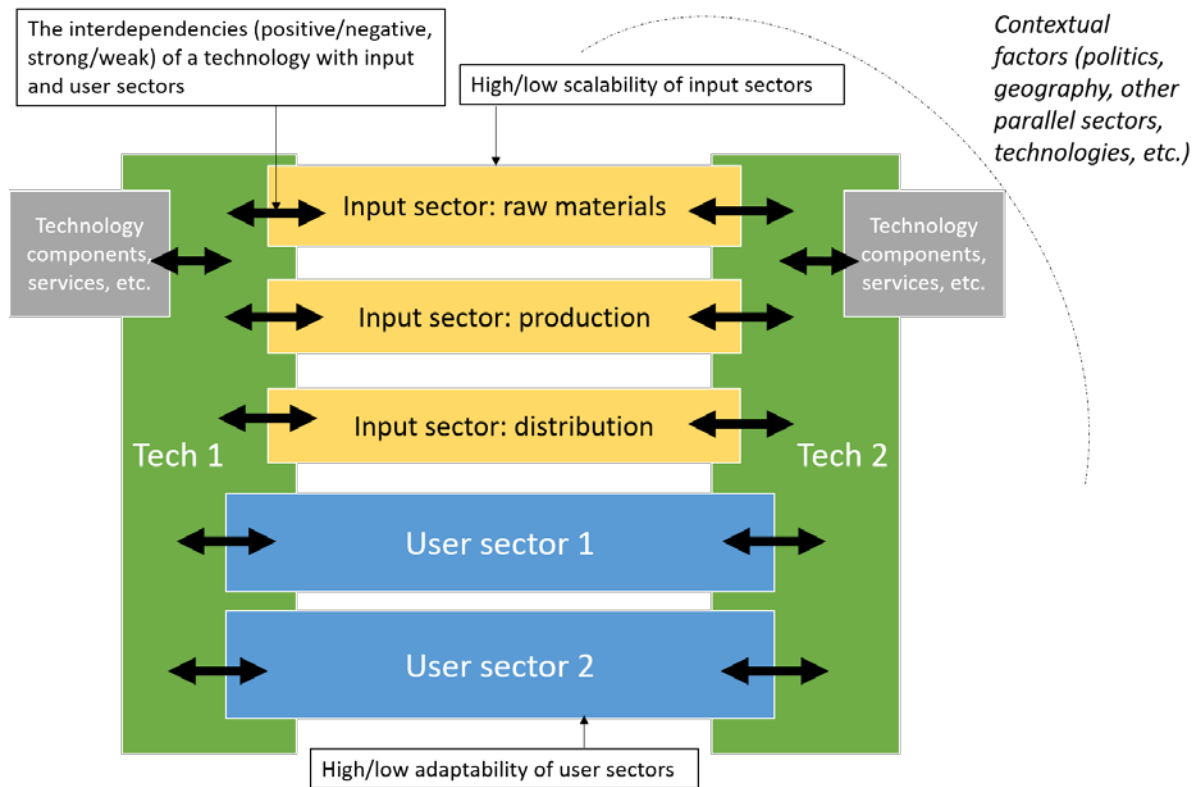 The interdependencies (positive/negative,
strong/weak) of a technology with input
and user sectors
High/low scalability of input sectors
Contextual
factors (politics,
geography, other
parallel sectors,
technologies, etc.)
Technology
components,
services, etc.
Input sector: raw materials
Technology
components,
services, etc.
Input sector: production
Input sector: distribution
Tech 1
Tech 2
User sector 1
User sector 2
High/low adaptability of user sectors